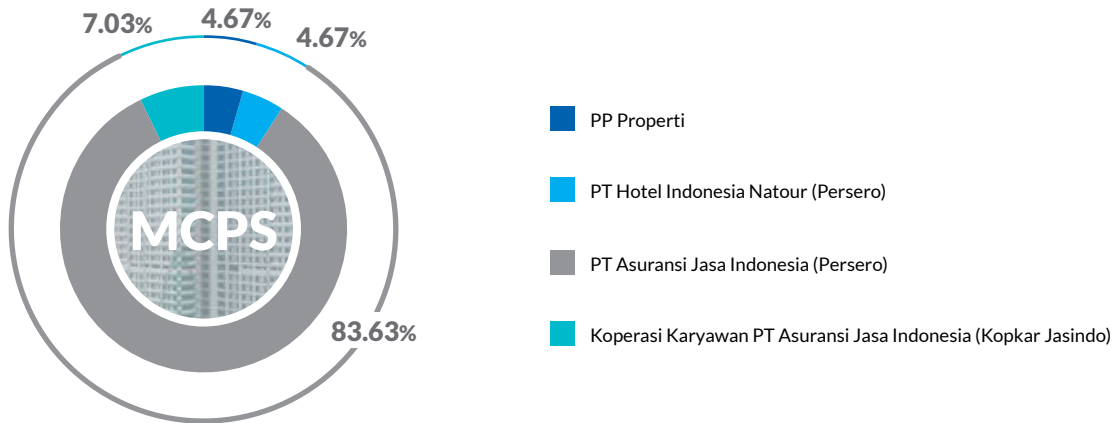 7.03%
4.67%
4.67%
MCPS
83.63%
PP Properti
PT Hotel Indonesia Natour (Persero)
PT Asuransi Jasa Indonesia (Persero)
Koperasi Karyawan PT Asuransi Jasa Indonesia (Kopkar Jasindo)